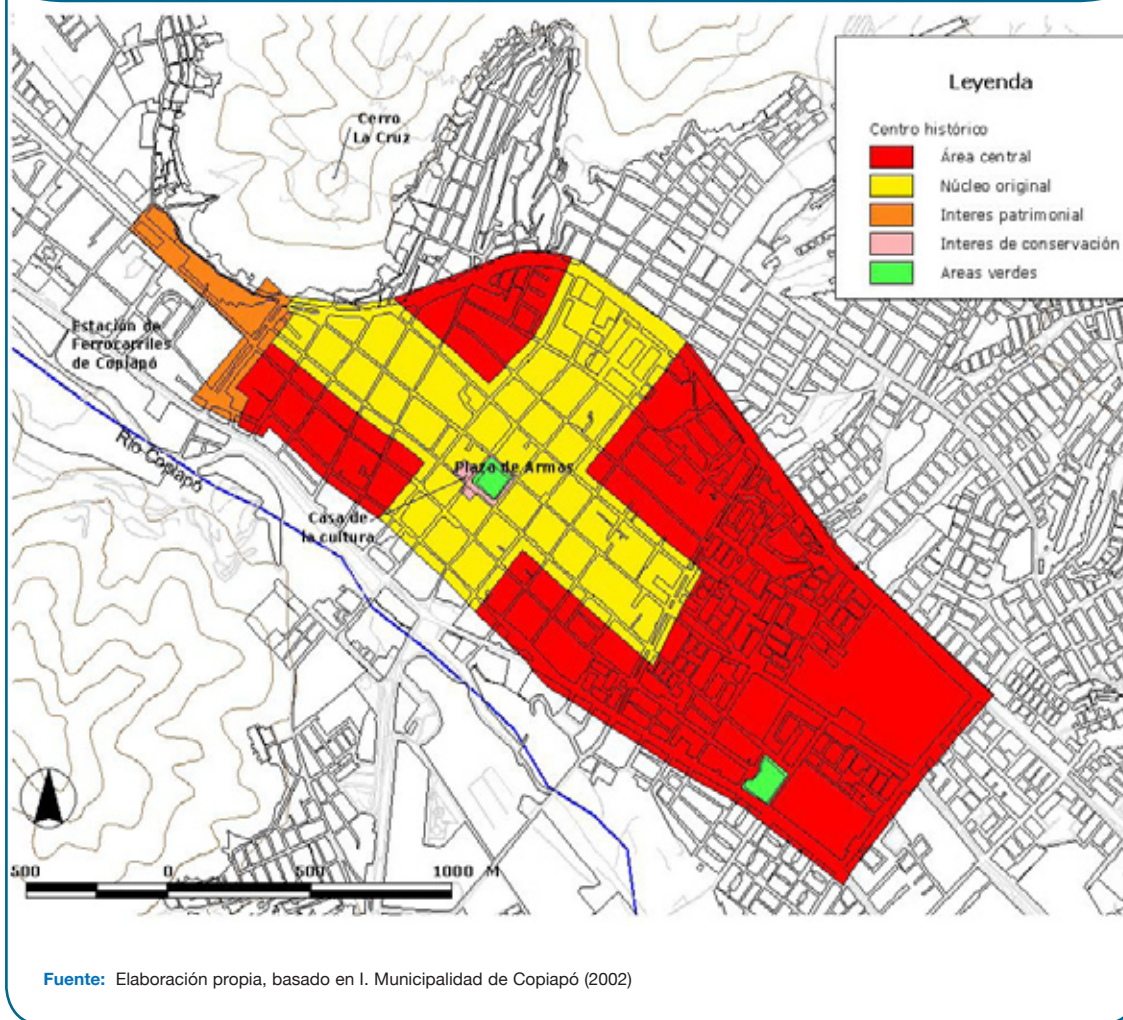 Leyenda
Centro histórico
Área central
Núcleo original
Interes patrimonial
Interes de conservación
Areas verdes
Cerro
La Cruz
Estación de
Ferrocarriles
de Copiapó
Río Copiapó
Plaza de Armas
Casa de
la cultura
500 0 500 1000 M
Fuente: Elaboración propia, basado en I. Municipalidad de Copiapó (2002)